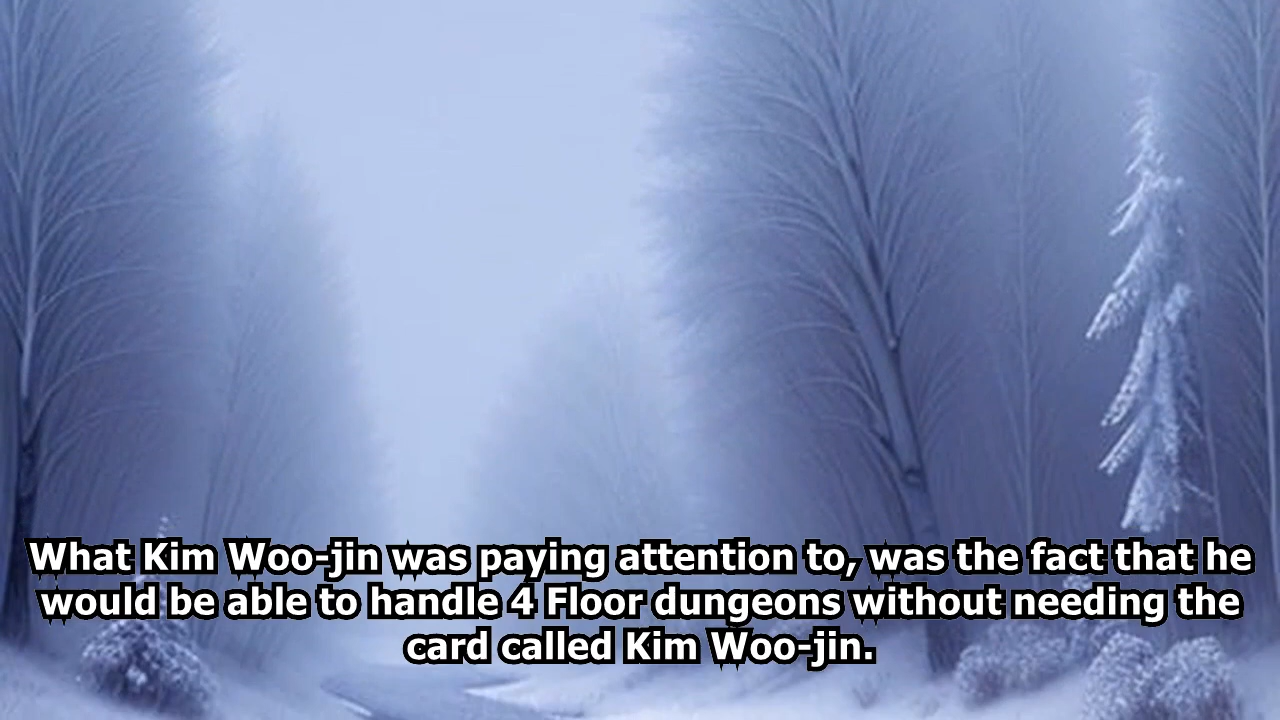 What Kim Woo-jin was paying attention to, was the fact that he
would be able to handle 4 Floor dungeons without needing the
card called Kim Woo-jin.